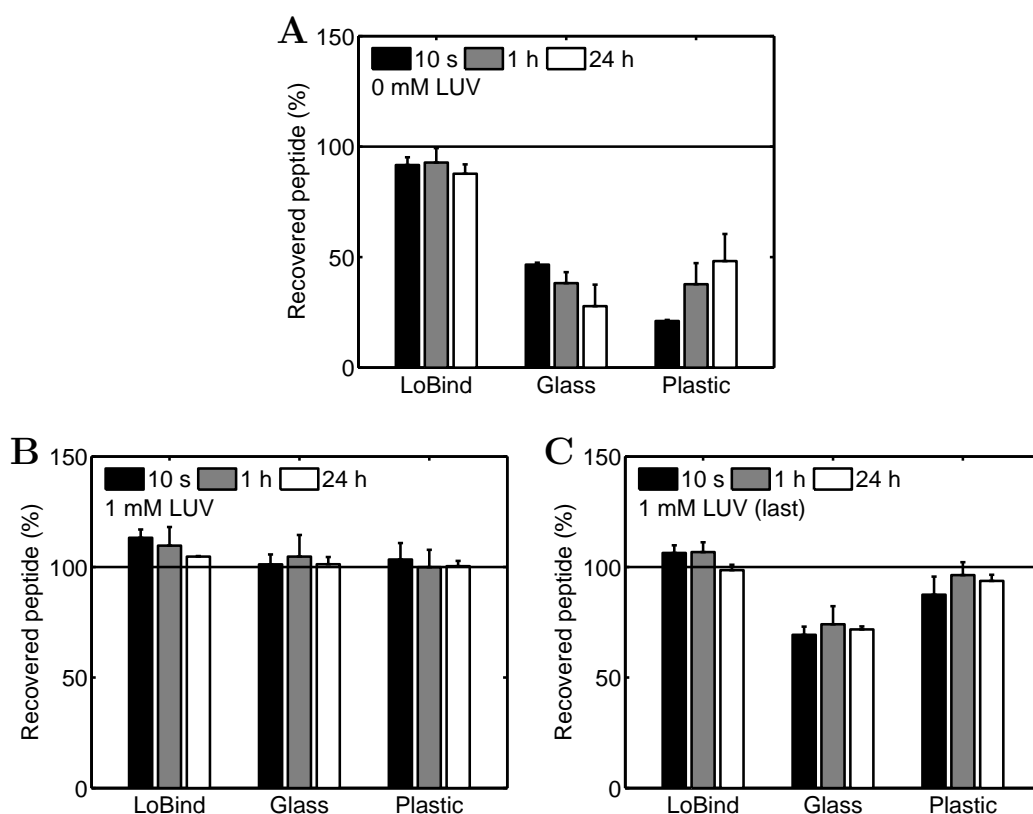 A
150
10 s 1 h 24 h
0 mM LUV
100
50
0
Recovered peptide (%)
LoBind Glass Plastic
B
150
10 s 1 h 24 h
1 mM LUV
100
50
0
Recovered peptide (%)
LoBind Glass Plastic
C
150
10 s 1 h 24 h
1 mM LUV (last)
100
50
0
Recovered peptide (%)
LoBind Glass Plastic